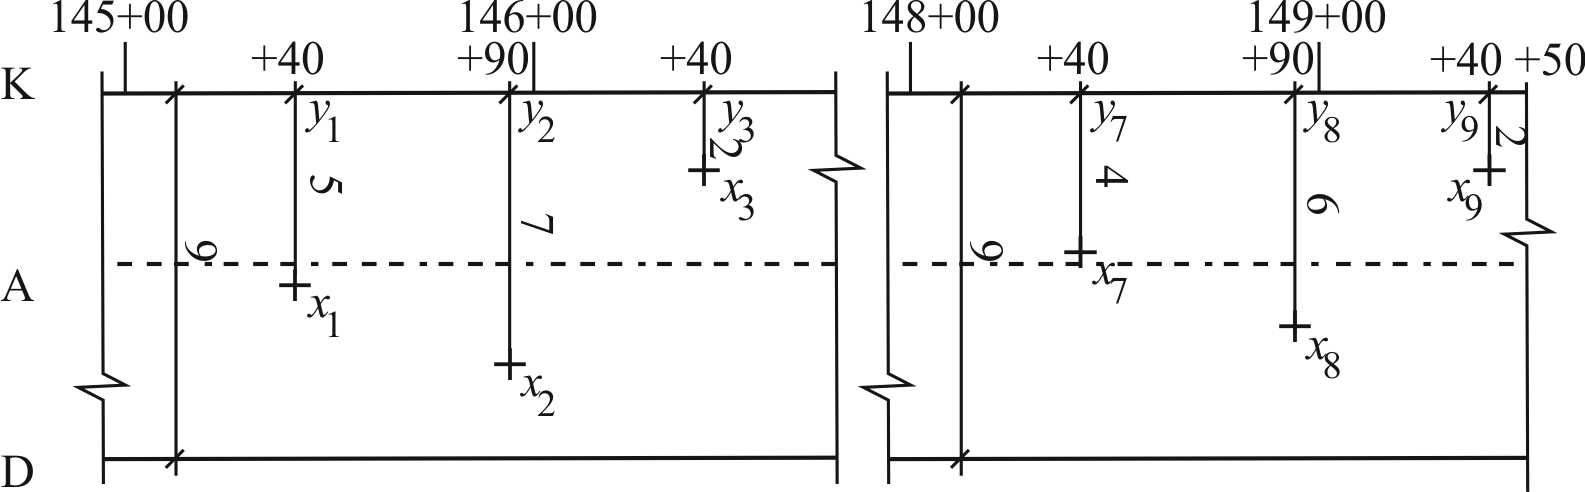 145+00 146+00 148+00 149+00
+40 +90 +40 +40 +90 +40 +50
K
y1 y2 y3 y7 y8 y9
5 7 2 4 6 2
x3 x9
9 9
A
x1 x7
x2 x8
D